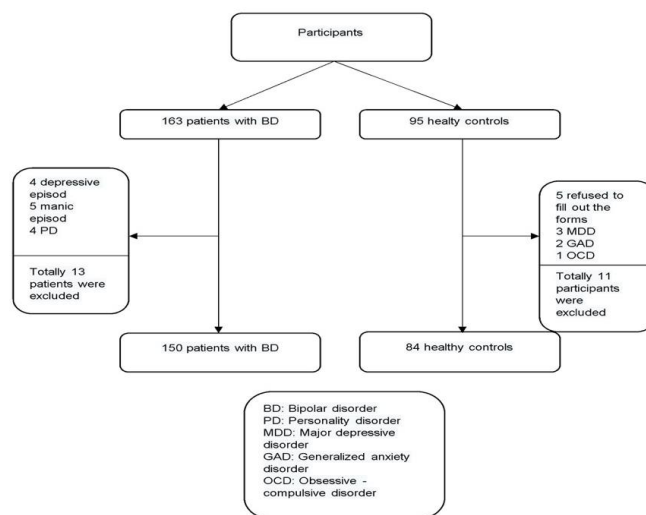 Participants
163 patients with BD
95 healty controls
4 depressive
episod
5 manic
episod
4 PD
Totally 13
patients were
excluded
5 refused to
fill out the
forms
3 MDD
2 GAD
1 OCD
Totally 11
participants
were
excluded
150 patients with BD
84 healthy controls
BD: Bipolar disorder
PD: Personality disorder
MDD: Major depressive
disorder
GAD: Generalized anxiety
disorder
OCD: Obsessive -
compulsive disorder